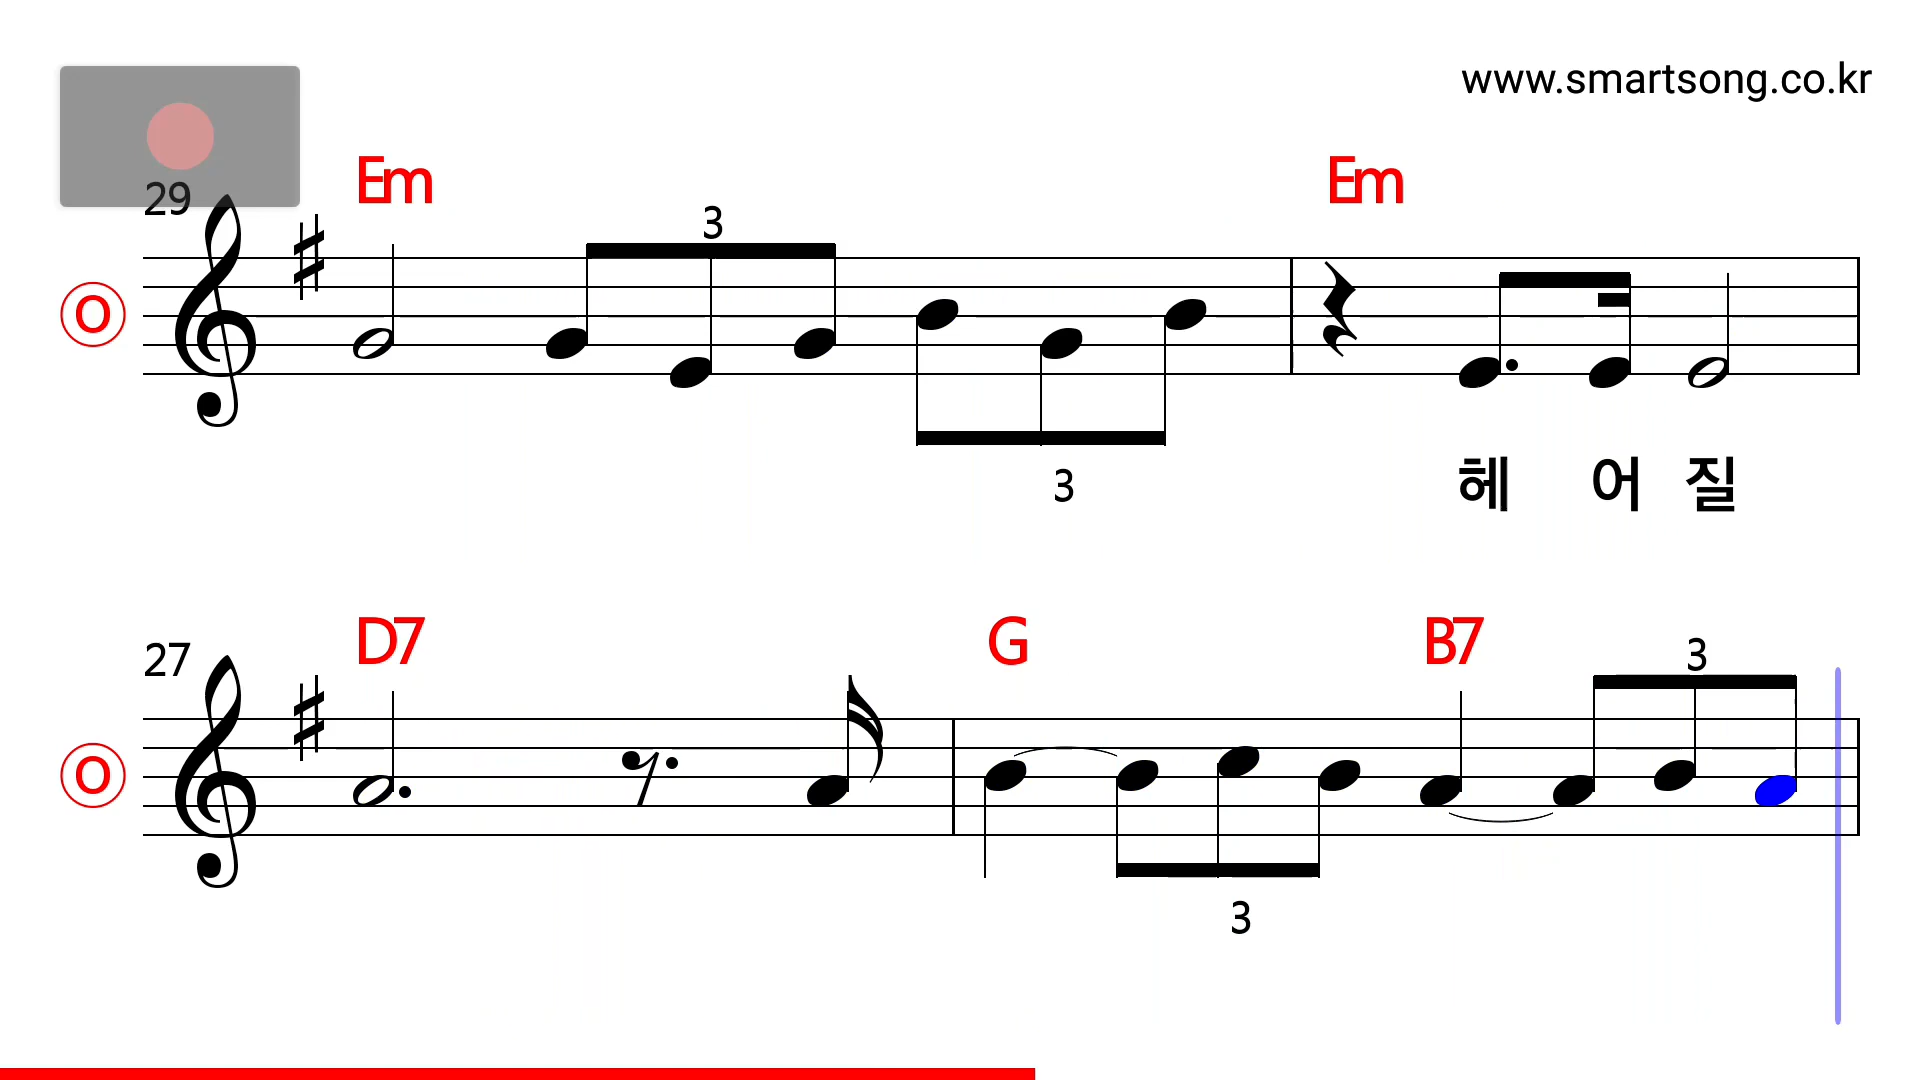 www.smartsong.co.kr
29 Em 3 Em
O
3
헤 어 질
27 D7 G B7 3
O
3